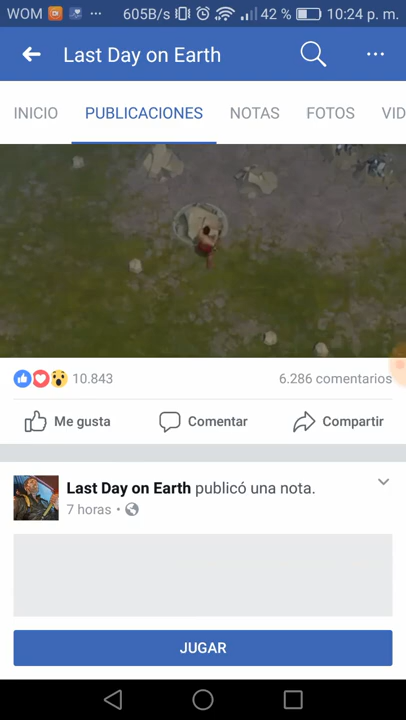 WOM ... 605B/s 42 % 10:24 p. m.
Last Day on Earth
INICIO PUBLICACIONES NOTAS FOTOS VID
10.843 6.286 comentarios
Me gusta Comentar Compartir
Last Day on Earth publicó una nota.
7 horas •
JUGAR